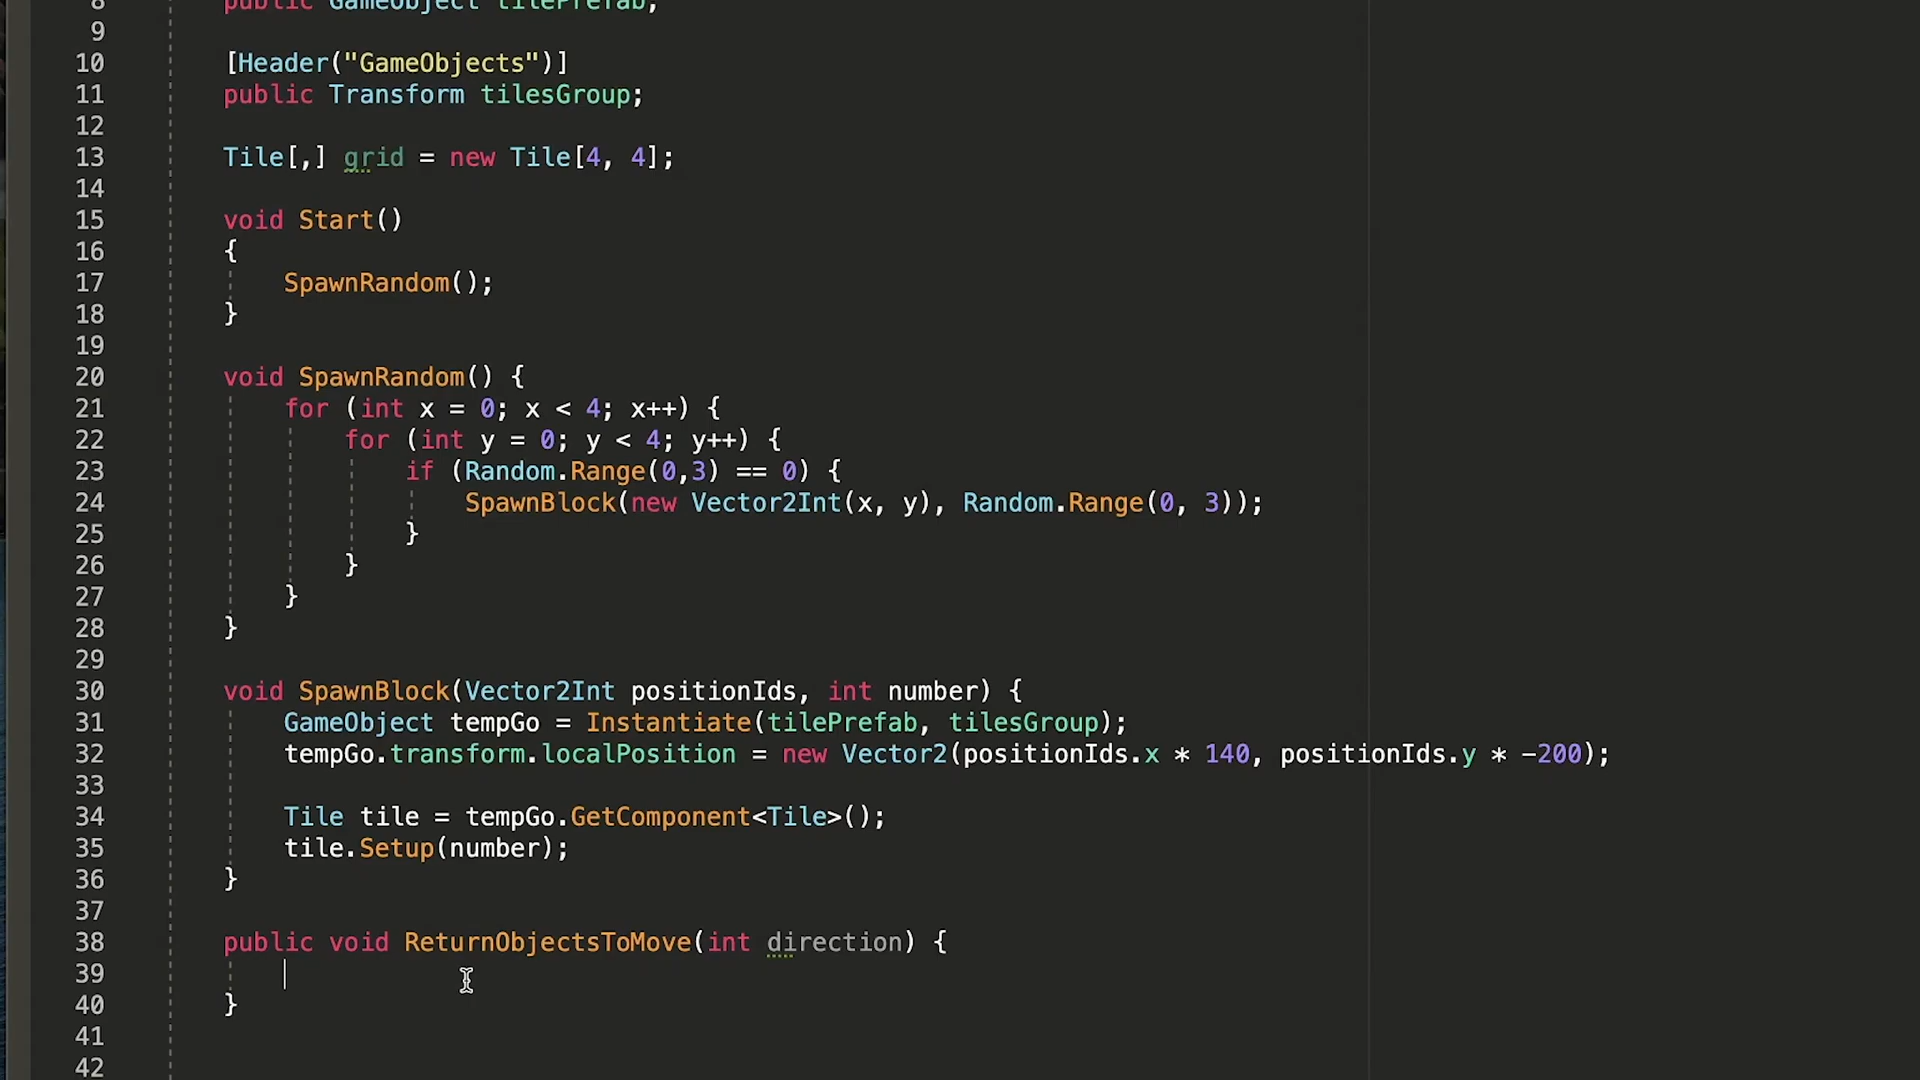 8 public GameObject tilePrefab;
9
10 [Header("GameObjects")]
11 public Transform tilesGroup;
12
13 Tile[,] grid = new Tile[4, 4];
14
15 void Start()
16 {
17 SpawnRandom();
18 }
19
20 void SpawnRandom() {
21 for (int x = 0; x < 4; x++) {
22 for (int y = 0; y < 4; y++) {
23 if (Random.Range(0,3) == 0) {
24 SpawnBlock(new Vector2Int(x, y), Random.Range(0, 3));
25 }
26 }
27 }
28 }
29
30 void SpawnBlock(Vector2Int positionIds, int number) {
31 GameObject tempGo = Instantiate(tilePrefab, tilesGroup);
32 tempGo.transform.localPosition = new Vector2(positionIds.x * 140, positionIds.y * -200);
33
34 Tile tile = tempGo.GetComponent<Tile>();
35 tile.Setup(number);
36 }
37
38 public void ReturnObjectsToMove(int direction) {
39
40 }
41
42